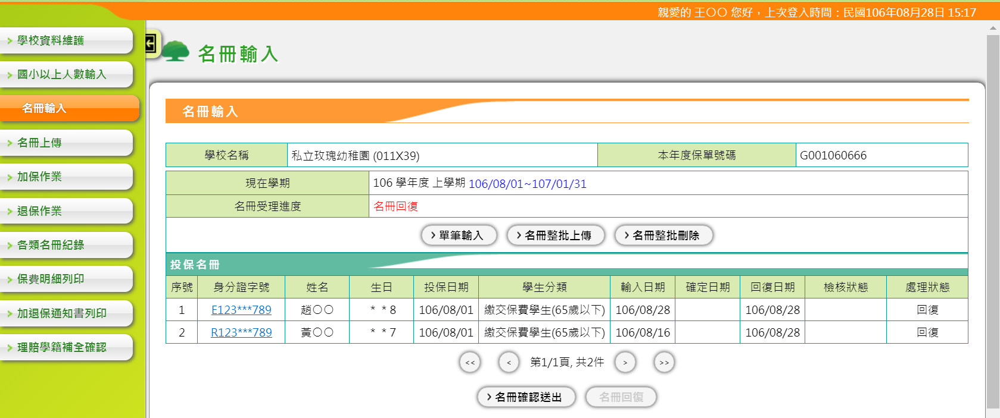 親愛的 王〇〇 您好，上次登入時間：民國106年08月28日 15:17
學校資料維護
國小以上人數輸入
名冊輸入
名冊上傳
加保作業
退保作業
各類名冊紀錄
保費明細列印
加退保通知書列印
理賠學籍補全確認
名冊輸入
名冊輸入
學校名稱 私立玫瑰幼稚園 (011X39) 本年度保單號碼 G001060666
現在學期 106 學年度 上學期 106/08/01~107/01/31
名冊受理進度 名冊回復
單筆輸入 名冊整批上傳 名冊整批刪除
投保名冊
序號 身分證字號 姓名 生日 投保日期 學生分類 輸入日期 確定日期 回復日期 檢核狀態 處理狀態
1 E123***789 趙〇〇 * *8 106/08/01 繳交保費學生(65歲以下) 106/08/28 106/08/28 回復
2 R123***789 黃〇〇 * *7 106/08/01 繳交保費學生(65歲以下) 106/08/16 106/08/28 回復
<< < 第1/1頁, 共2件 > >>
名冊確認送出 名冊回復